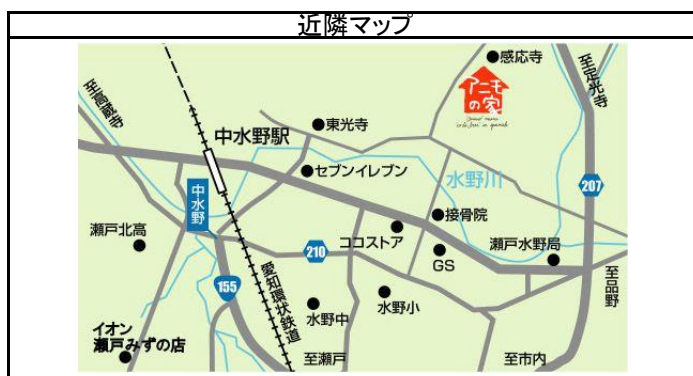 近隣マップ
感応寺
至定光寺
至高蔵寺
アニモ
の家
東光寺
中水野駅
セブンイレブン
水野川
207
中水野
接骨院
瀬戸北高
ココストア
瀬戸水野局
210
GS
155
愛知環状鉄道
至品野
水野中
水野小
イオン
瀬戸みずの店
至瀬戸
至市内